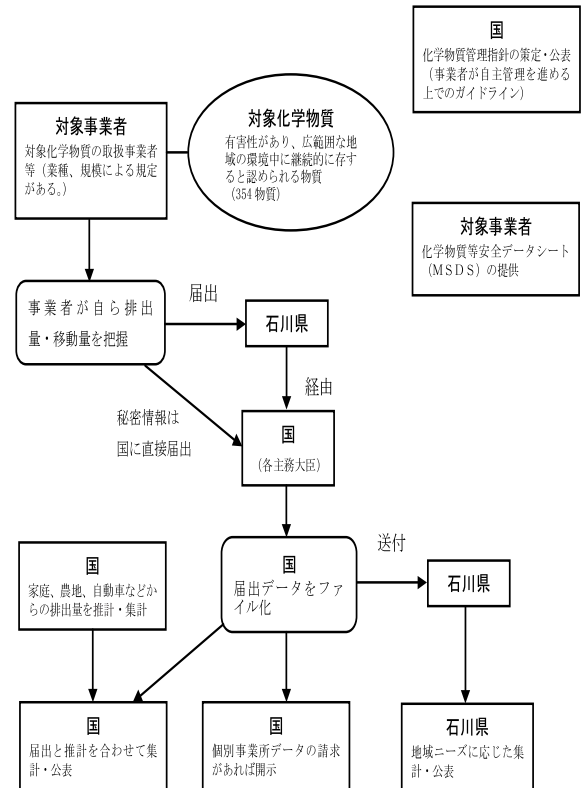 国
化学物質管理指針の策定・公表
（事業者が自主管理を進める
上でのガイドライン）
対象事業者
対象化学物質の取扱事業者
等（業種、規模による規定
がある。）
対象化学物質
有害性があり、広範囲な地
域の環境中に継続的に存す
ると認められる物質
（354 物質）
対象事業者
化学物質等安全データシート
（ＭＳＤＳ）の提供
事業者が自ら排出
量・移動量を把握
届出
石川県
経由
秘密情報は
国に直接届出
国
（各主務大臣）
国
届出データをファ
イル化
送付
石川県
国
家庭、農地、自動車などか
らの排出量を推計・集計
国
届出と推計を合わせて集
計・公表
国
個別事業所データの請求
があれば開示
石川県
地域ニーズに応じた集
計・公表